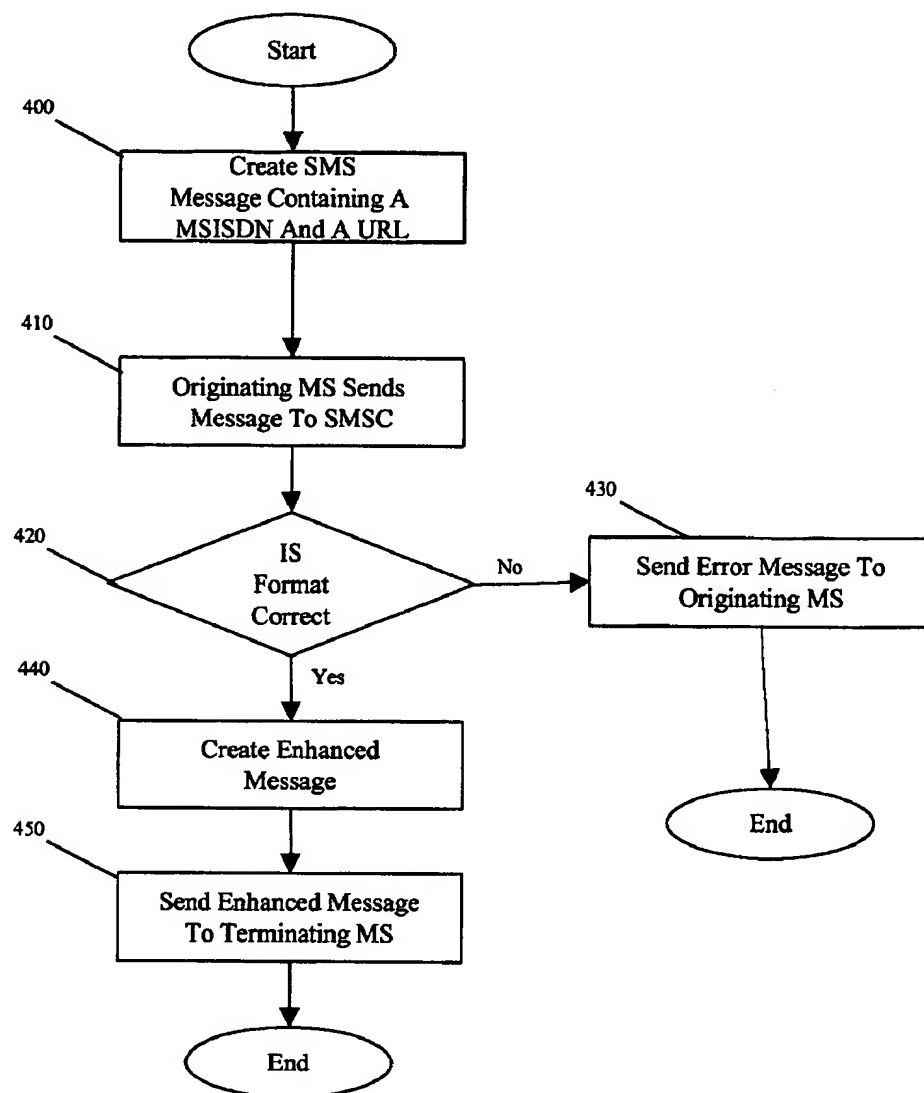 Start
400
Create SMS
Message Containing A
MSISDN And A URL
410
Originating MS Sends
Message To SMSC
420
IS
Format
Correct
No
430
Send Error Message To
Originating MS
Yes
440
Create Enhanced
Message
End
450
Send Enhanced Message
To Terminating MS
End